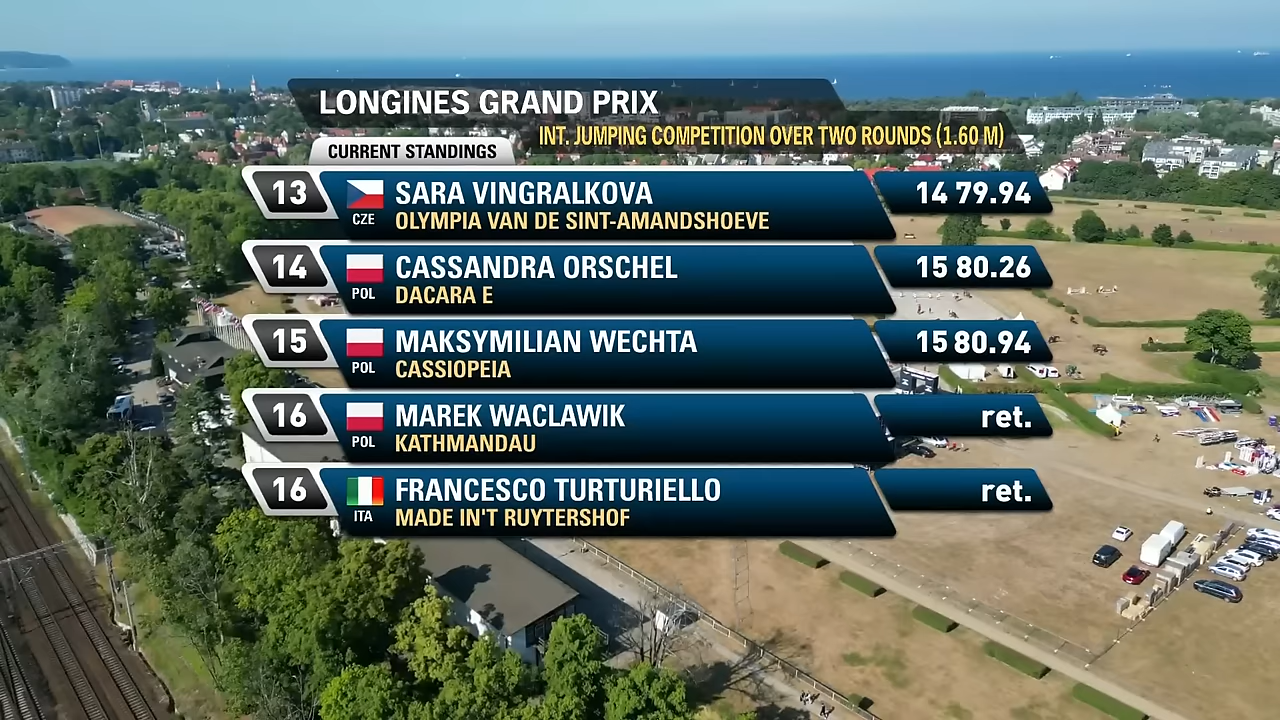 LONGINES GRAND PRIX
INT. JUMPING COMPETITION OVER TWO ROUNDS (1.60 M)
CURRENT STANDINGS
13 CZE SARA VINGRALKOVA 14 79.94
OLYMPIA VAN DE SINT-AMANDSHOEVE
14 POL CASSANDRA ORSCHEL 15 80.26
DACARA E
15 POL MAKSYMILIAN WECHTA 15 80.94
CASSIOPEIA
16 POL MAREK WACLAWIK ret.
KATHMANDAU
16 ITA FRANCESCO TURTURIELLO ret.
MADE IN'T RUYTERSHOF